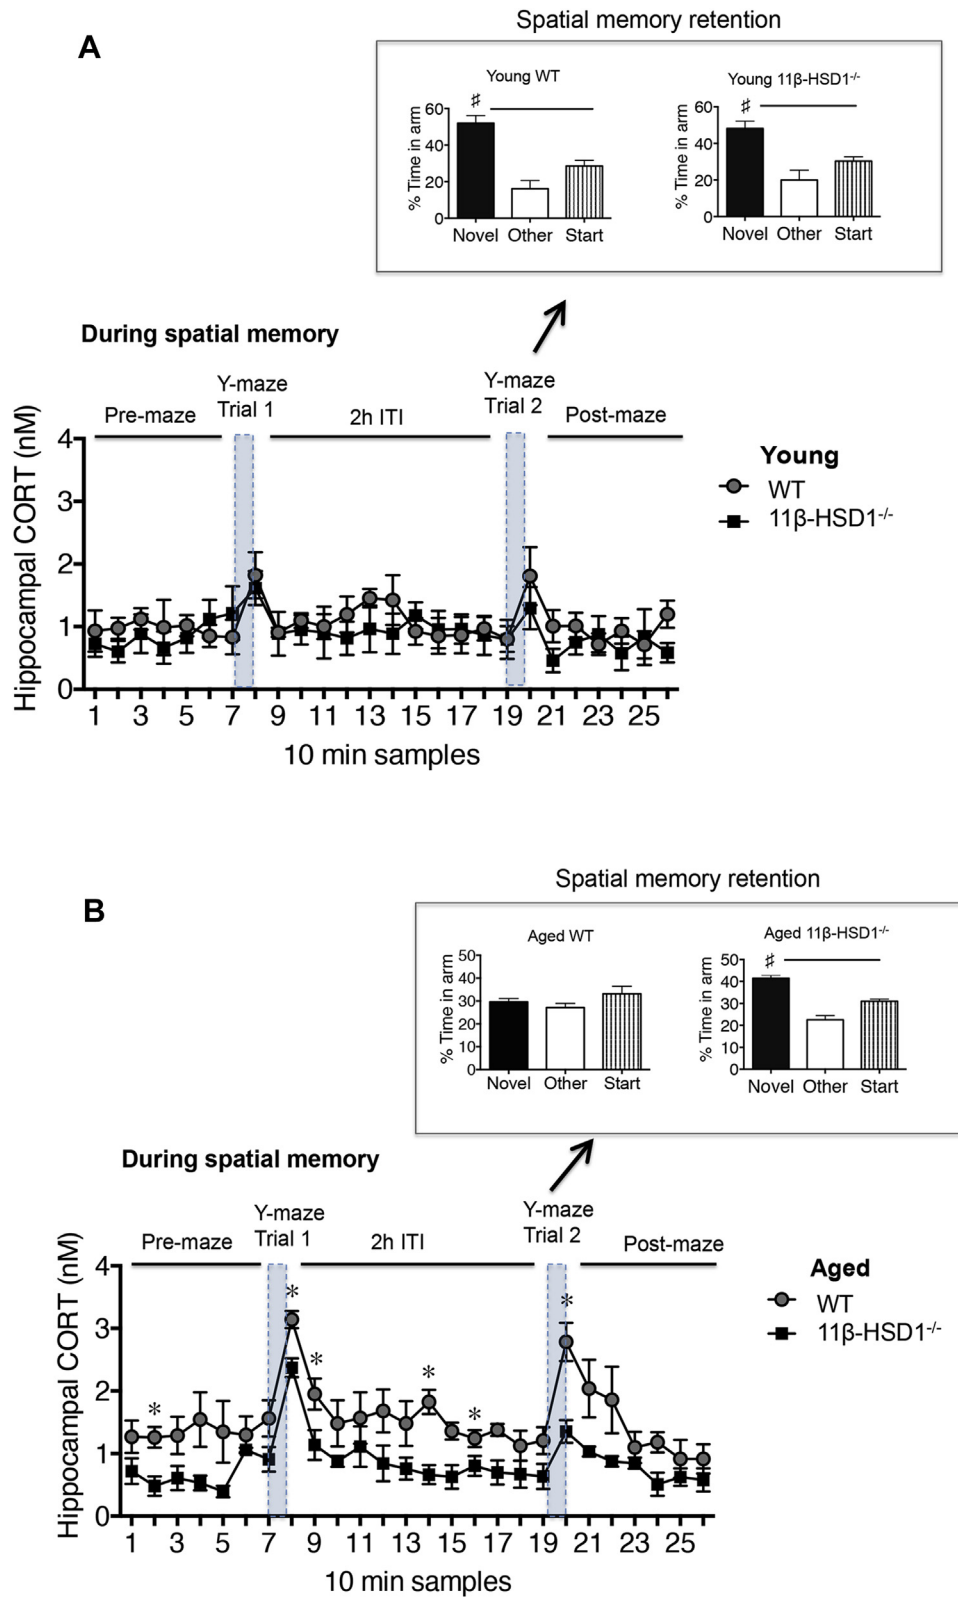 A
Spatial memory retention
Young WT
% Time in arm
60
40
20
0
♯
Novel Other Start
Young 11β-HSD1-/-
% Time in arm
60
40
20
0
♯
Novel Other Start
During spatial memory
Pre-maze
Y-maze
Trial 1
2h ITI
Y-maze
Trial 2
Post-maze
Hippocampal CORT (nM)
4
3
2
1
0
1 3 5 7 9 11 13 15 17 19 21 23 25
10 min samples
Young
WT
11β-HSD1-/-
B
Spatial memory retention
Aged WT
% Time in arm
50
40
30
20
10
0
Novel Other Start
Aged 11β-HSD1-/-
% Time in arm
50
40
30
20
10
0
♯
Novel Other Start
During spatial memory
Pre-maze
Y-maze
Trial 1
2h ITI
Y-maze
Trial 2
Post-maze
Hippocampal CORT (nM)
4
3
2
1
0
* * * * * *
1 3 5 7 9 11 13 15 17 19 21 23 25
10 min samples
Aged
WT
11β-HSD1-/-